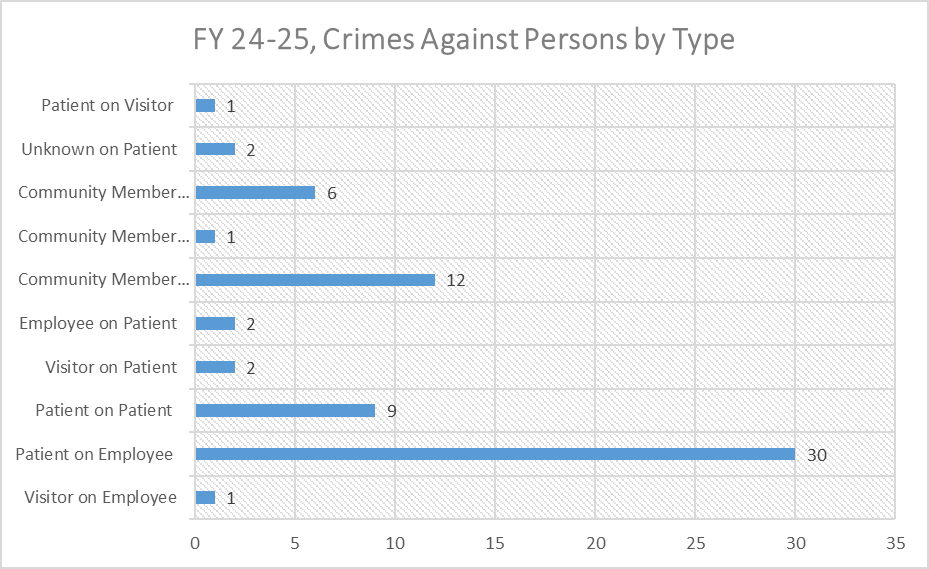 FY 24-25, Crimes Against Persons by Type
Patient on Visitor 1
Unknown on Patient 2
Community Member... 6
Community Member... 1
Community Member... 12
Employee on Patient 2
Visitor on Patient 2
Patient on Patient 9
Patient on Employee 30
Visitor on Employee 1
0 5 10 15 20 25 30 35